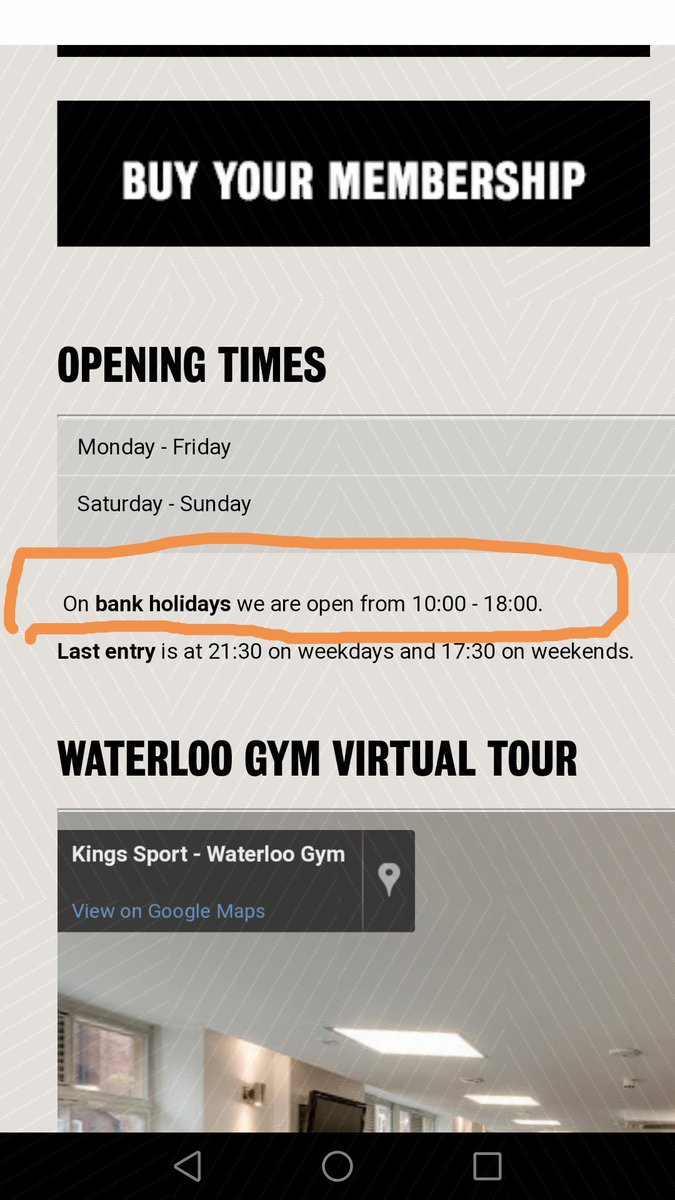 BUY YOUR MEMBERSHIP
OPENING TIMES
Monday - Friday
Saturday - Sunday
On bank holidays we are open from 10:00 - 18:00.
Last entry is at 21:30 on weekdays and 17:30 on weekends.
WATERLOO GYM VIRTUAL TOUR
Kings Sport - Waterloo Gym
View on Google Maps